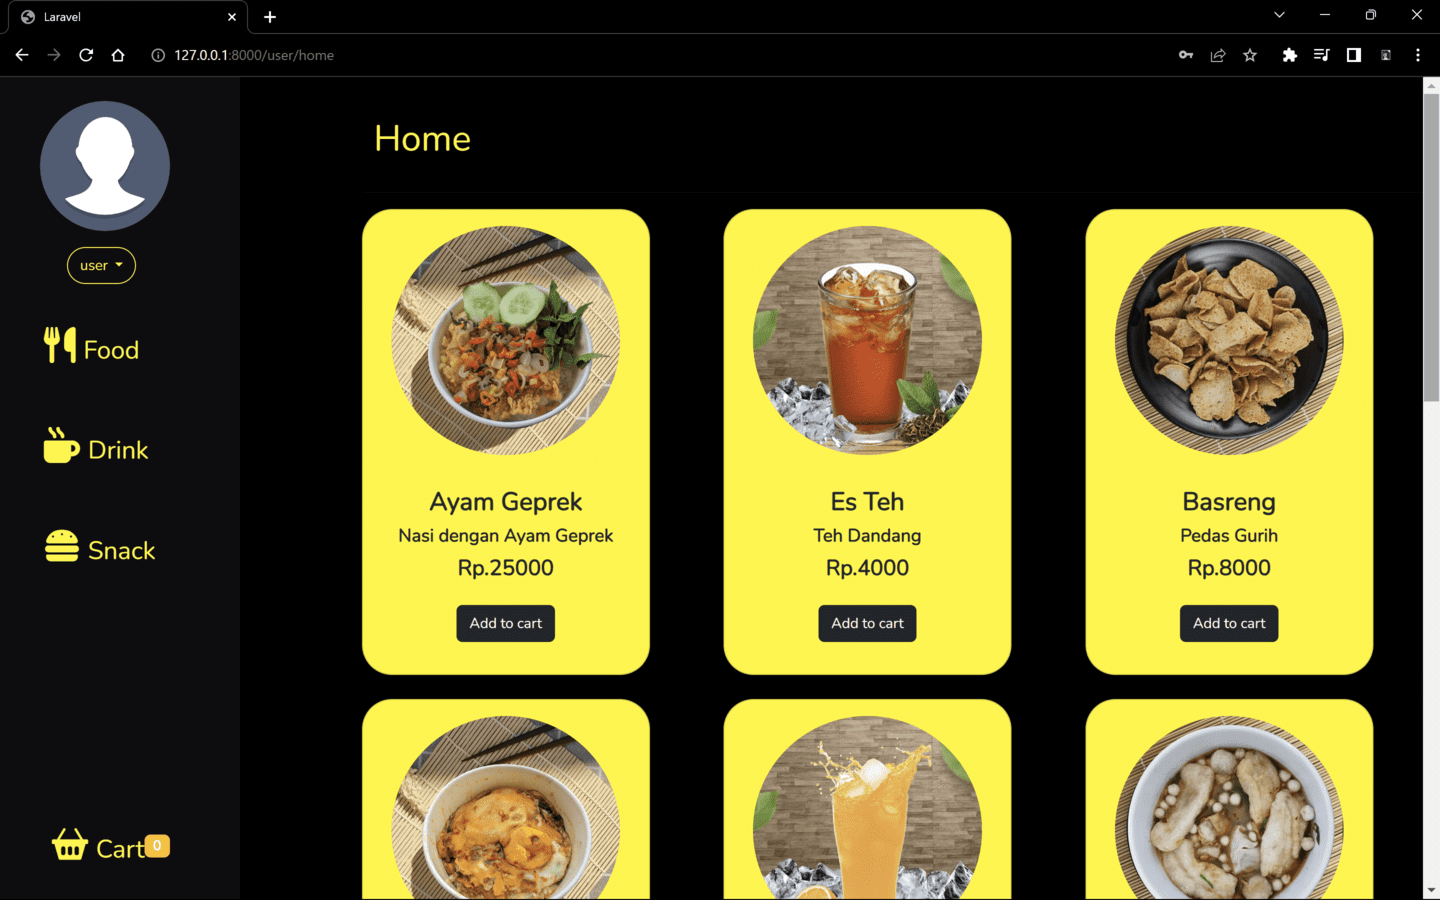 Laravel
127.0.0.1:8000/user/home
user
Food
Drink
Snack
Cart 0
Home
Ayam Geprek
Nasi dengan Ayam Geprek
Rp.25000
Add to cart
Es Teh
Teh Dandang
Rp.4000
Add to cart
Basreng
Pedas Gurih
Rp.8000
Add to cart